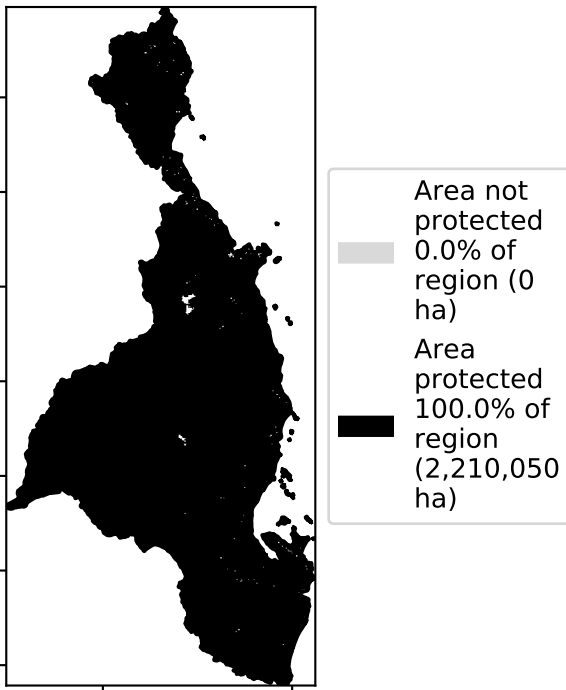 Area not
protected
0.0% of
region (0
ha)
Area
protected
100.0% of
region
(2,210,050
ha)